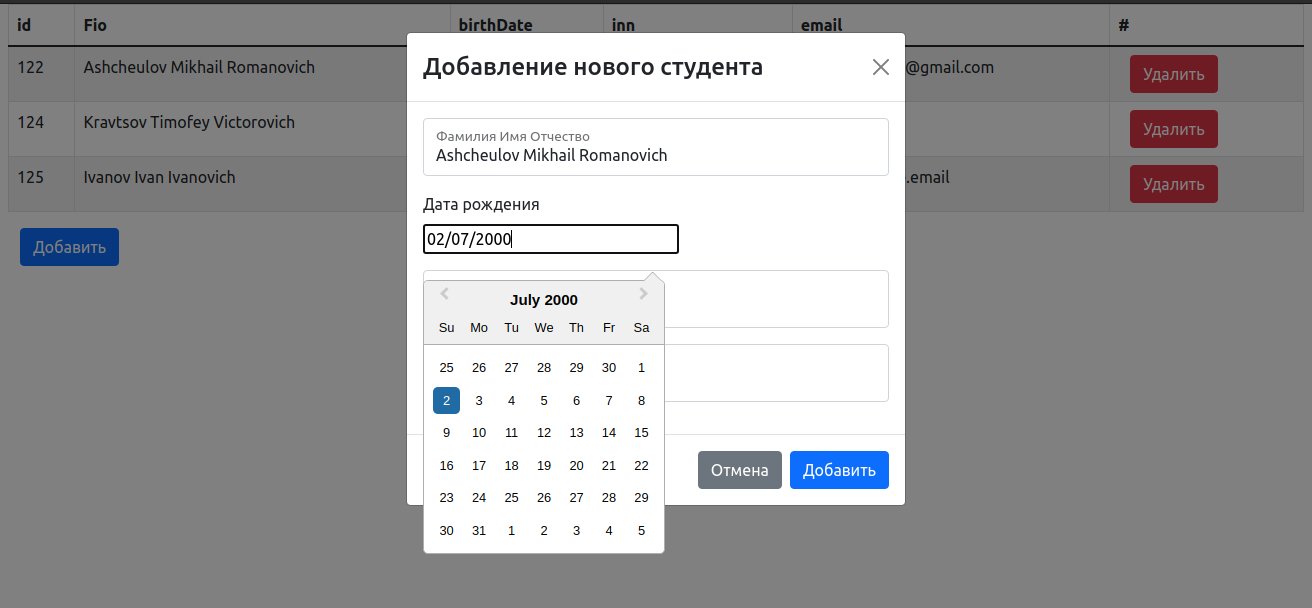 id Fio birthDate inn email #
122 Ashcheulov Mikhail Romanovich @gmail.com Удалить
124 Kravtsov Timofey Victorovich Удалить
125 Ivanov Ivan Ivanovich .email Удалить
Добавить
Добавление нового студента
Фамилия Имя Отчество
Ashcheulov Mikhail Romanovich
Дата рождения
02/07/2000
July 2000
Su Mo Tu We Th Fr Sa
25 26 27 28 29 30 1
2 3 4 5 6 7 8
9 10 11 12 13 14 15
16 17 18 19 20 21 22
23 24 25 26 27 28 29
30 31 1 2 3 4 5
Отмена Добавить